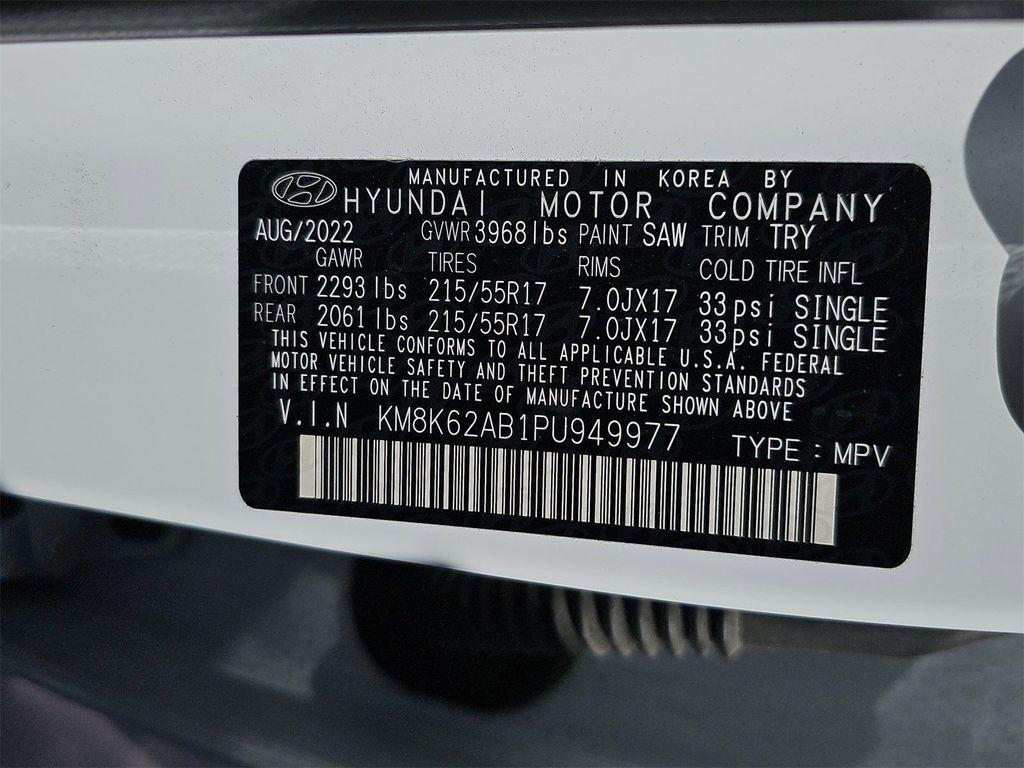 MANUFACTURED IN KOREA BY
HYUNDAI MOTOR COMPANY
AUG/2022 GVWR 3968 lbs PAINT SAW TRIM TRY
GAWR TIRES RIMS COLD TIRE INFL
FRONT 2293 lbs 215/55R17 7.0JX17 33psi SINGLE
REAR 2061 lbs 215/55R17 7.0JX17 33psi SINGLE
THIS VEHICLE CONFORMS TO ALL APPLICABLE U.S.A. FEDERAL
MOTOR VEHICLE SAFETY AND THEFT PREVENTION STANDARDS
IN EFFECT ON THE DATE OF MANUFACTURE SHOWN ABOVE
V.I.N KM8K62AB1PU949977 TYPE : MPV